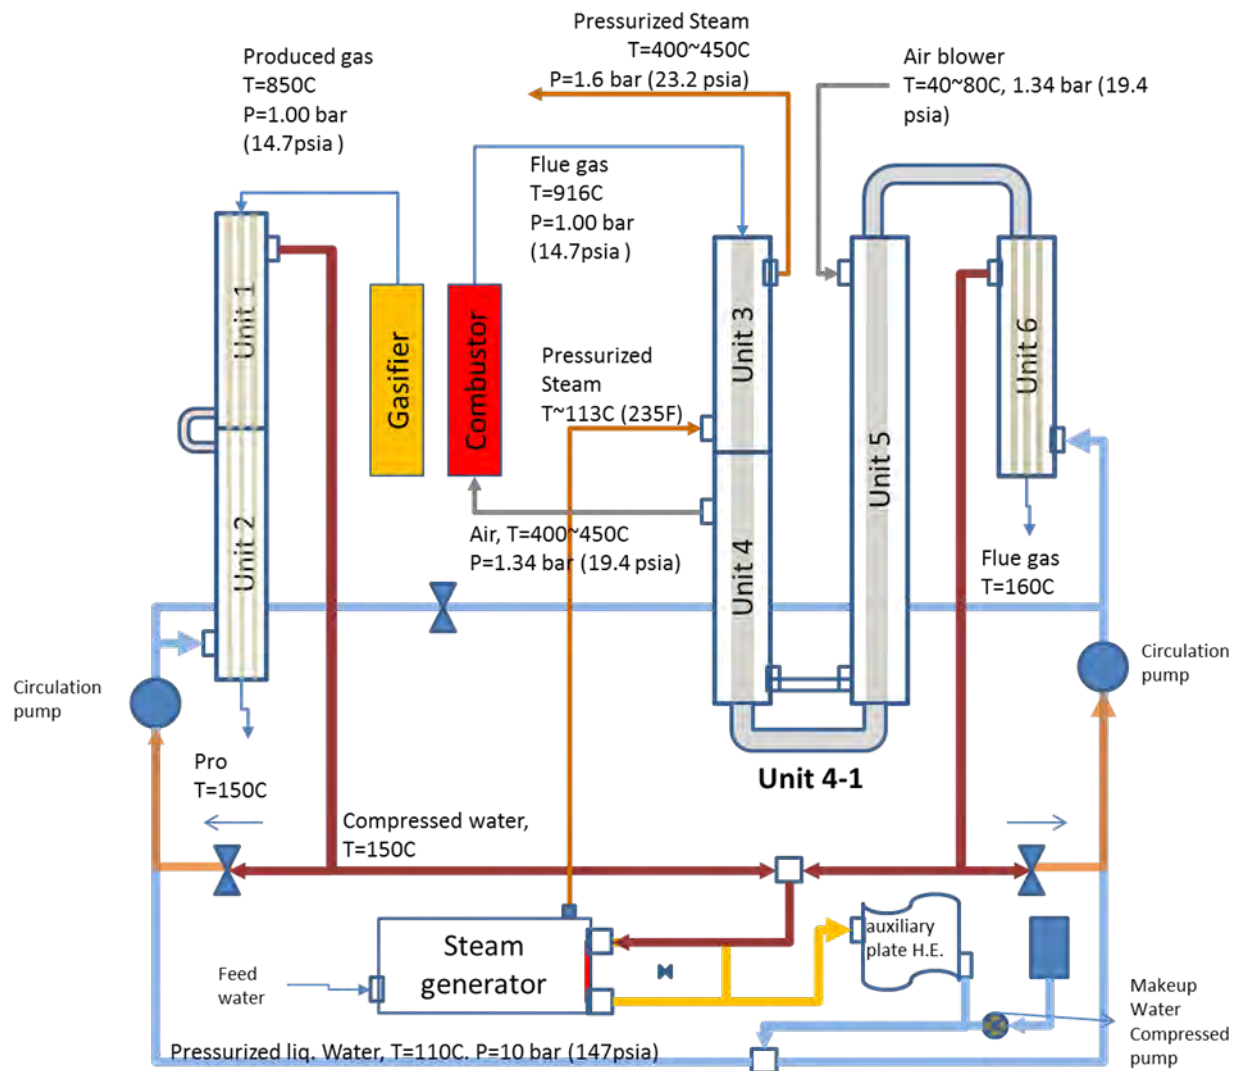 Pressurized Steam
T=400~450C
P=1.6 bar (23.2 psia)
Produced gas
T=850C
P=1.00 bar
(14.7psia )
Air blower
T=40~80C, 1.34 bar (19.4
psia)
Flue gas
T=916C
P=1.00 bar
(14.7psia )
Unit 1
Gasifier
Combustor
Unit 3
Unit 5
Unit 6
Pressurized
Steam
T~113C (235F)
Unit 2
Unit 4
Air, T=400~450C
P=1.34 bar (19.4 psia)
Flue gas
T=160C
Circulation
pump
Circulation
pump
Pro
T=150C
Unit 4-1
Compressed water,
T=150C
Steam
generator
auxiliary
plate H.E.
Feed
water
Makeup
Water
Compressed
pump
Pressurized liq. Water, T=110C. P=10 bar (147psia)